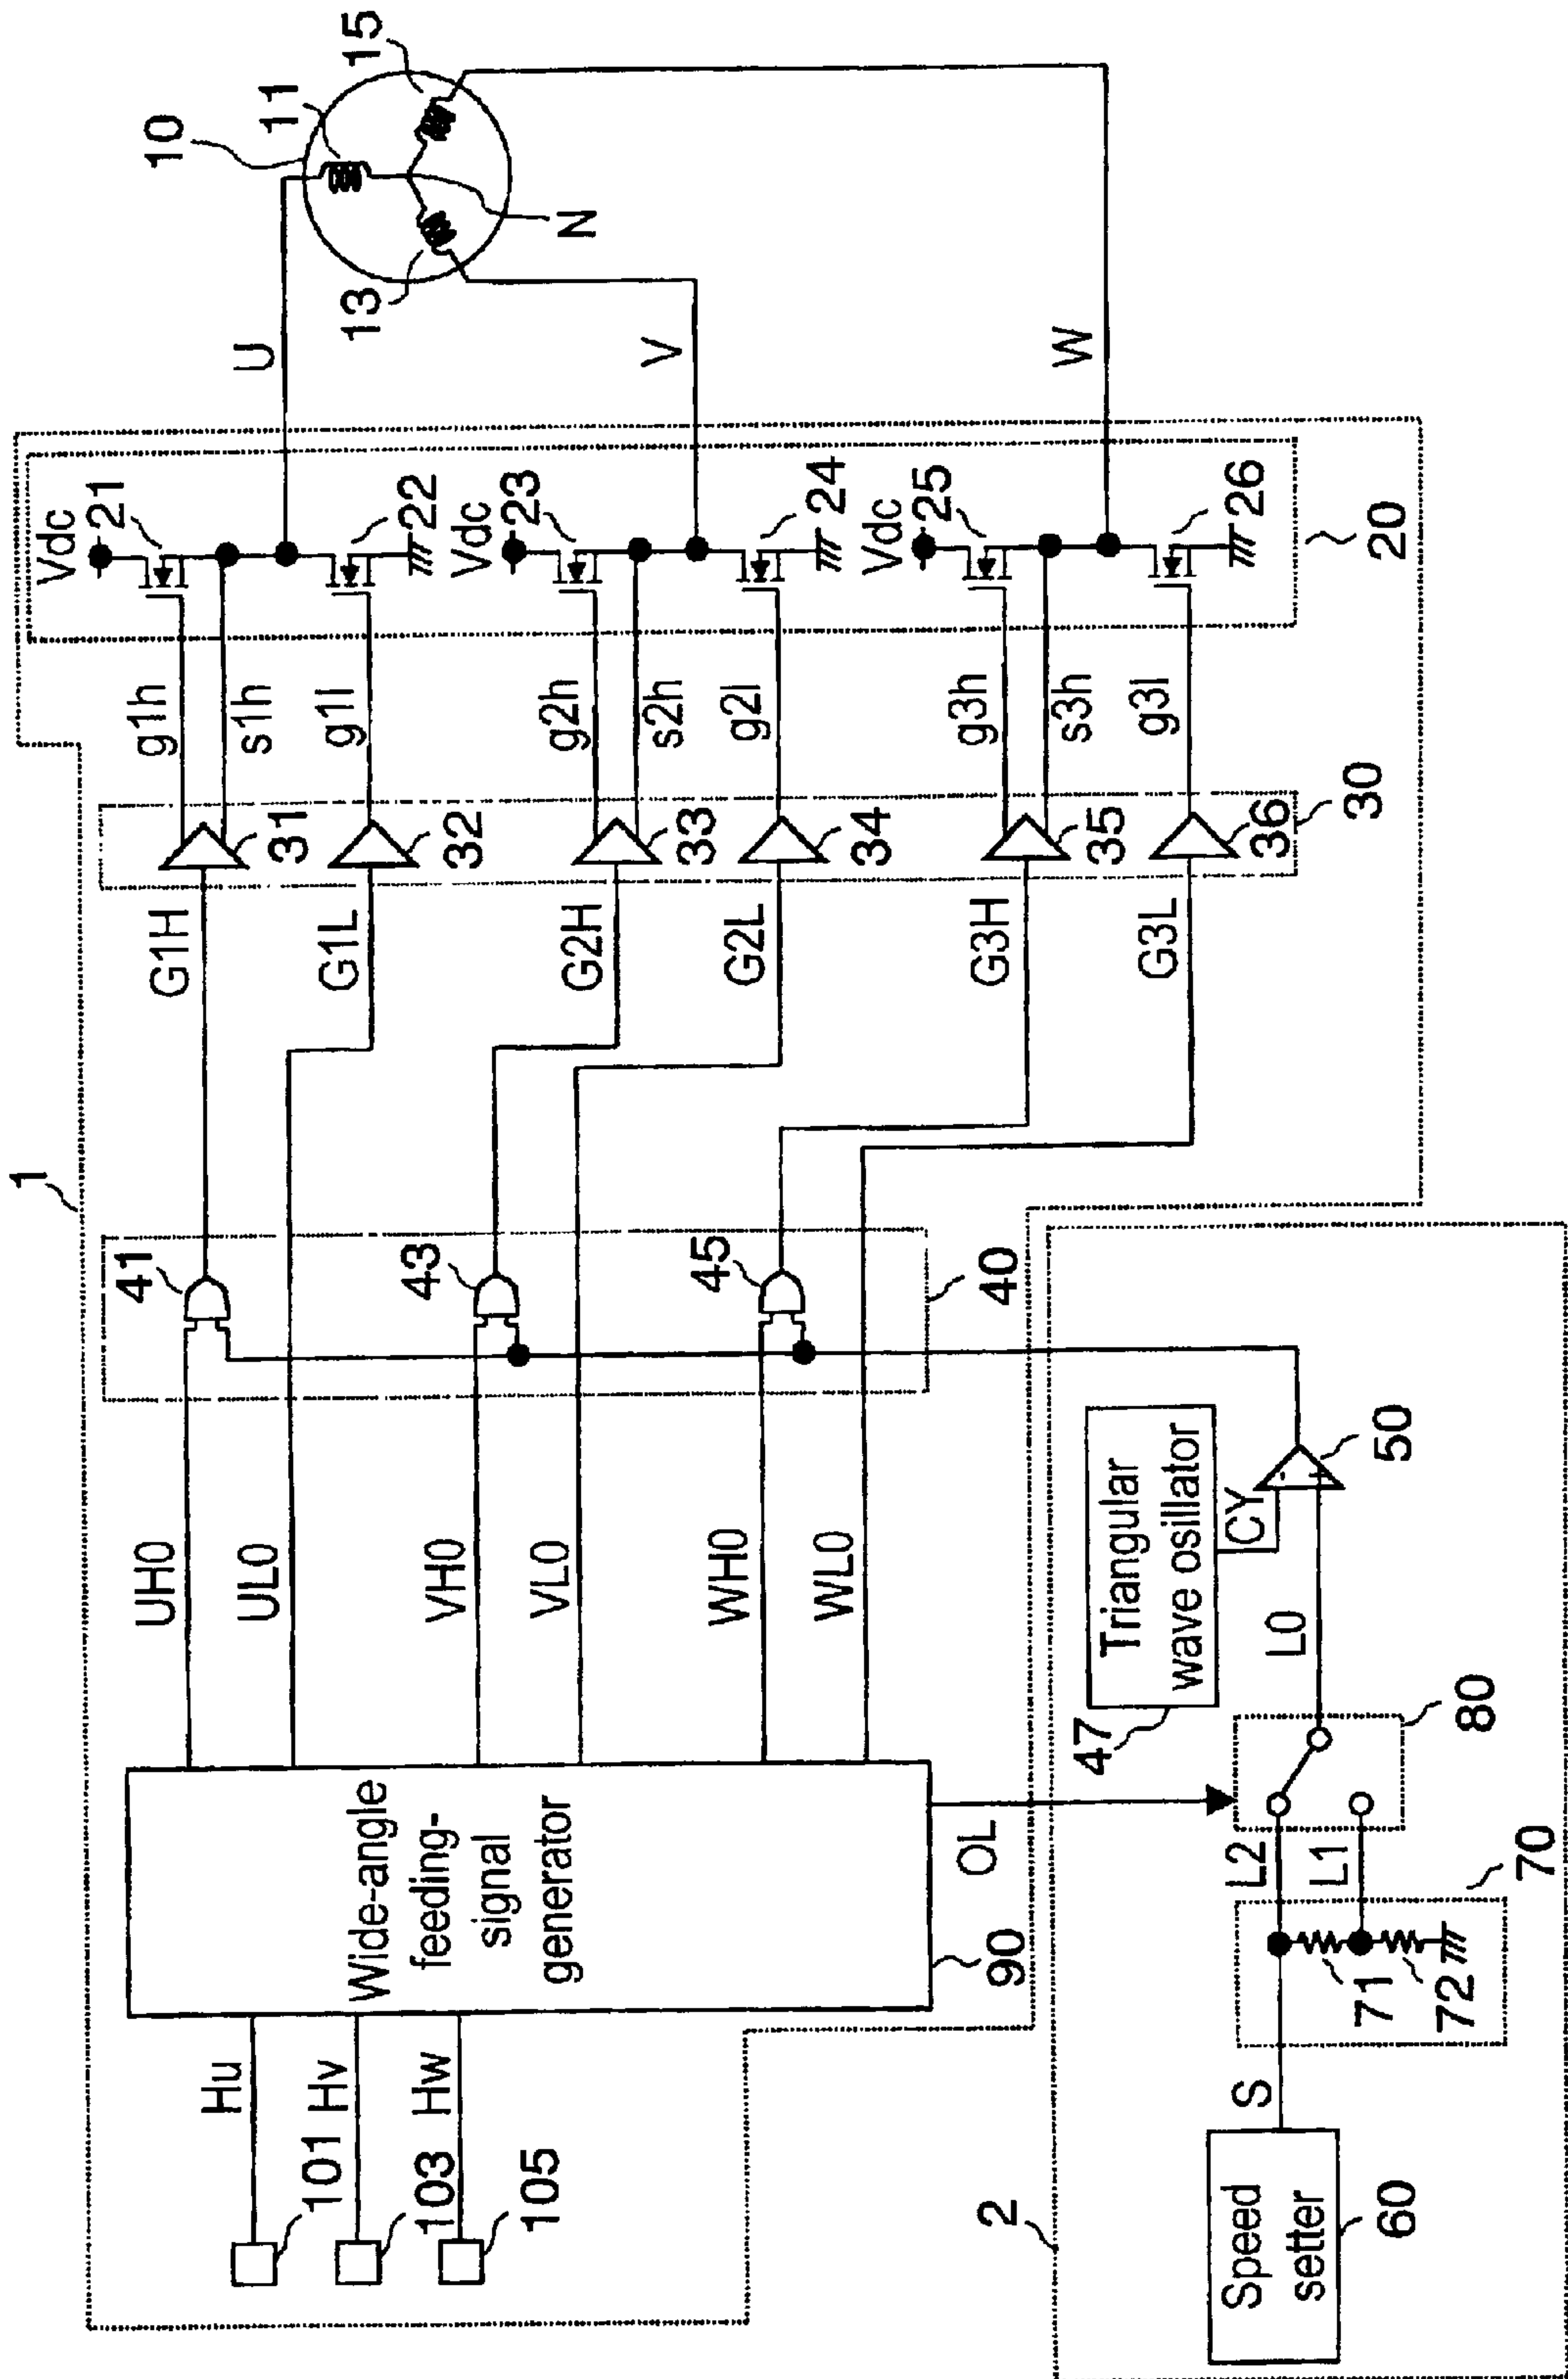 1
Hu
Hv
Hw
101
103
105
Wide-angle
feeding-
signal
generator
90
OL
UH0
UL0
VH0
VL0
WH0
WL0
41
43
45
40
G1H
G1L
G2H
G2L
G3H
G3L
31
32
33
34
35
36
30
g1h
s1h
g1l
g2h
s2h
g2l
g3h
s3h
g3l
Vdc
21
22
Vdc
23
24
Vdc
25
26
20
U
V
W
10
11
13
15
N
2
Speed
setter
60
S
70
71
72
L2
L1
80
L0
47
Triangular
wave osillator
CY
-
+
50